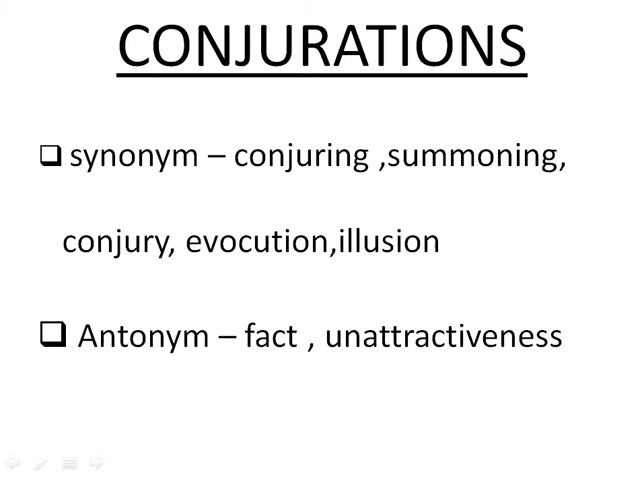 CONJURATIONS
synonym – conjuring ,summoning,
conjury, evocution,illusion
Antonym – fact , unattractiveness